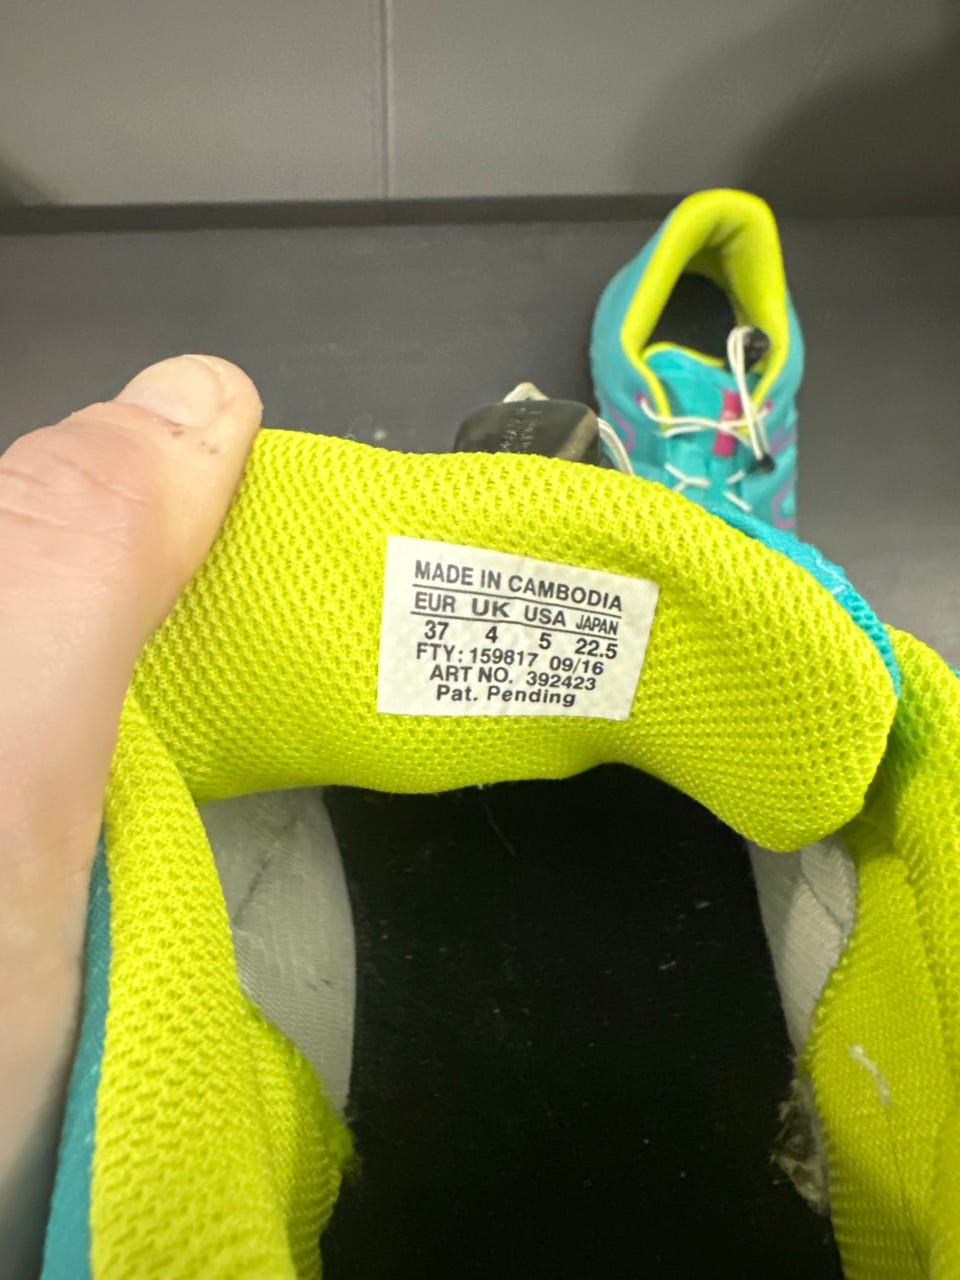 MADE IN CAMBODIA
EUR UK USA JAPAN
37 4 5 22.5
FTY: 159817 09/16
ART NO. 392423
Pat. Pending